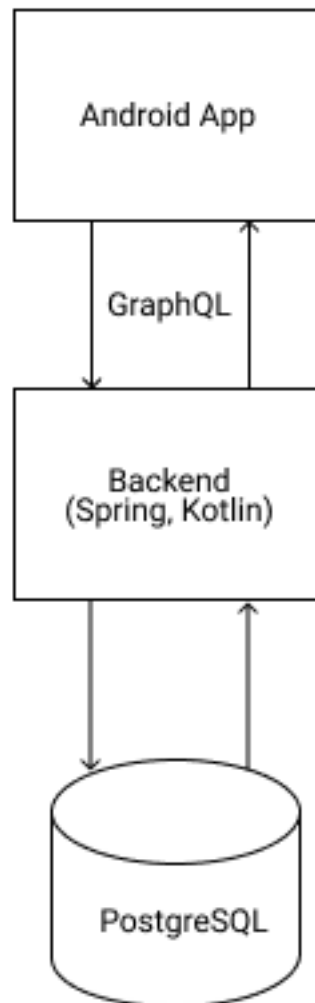 Android App
GraphQL
Backend
(Spring, Kotlin)
PostgreSQL